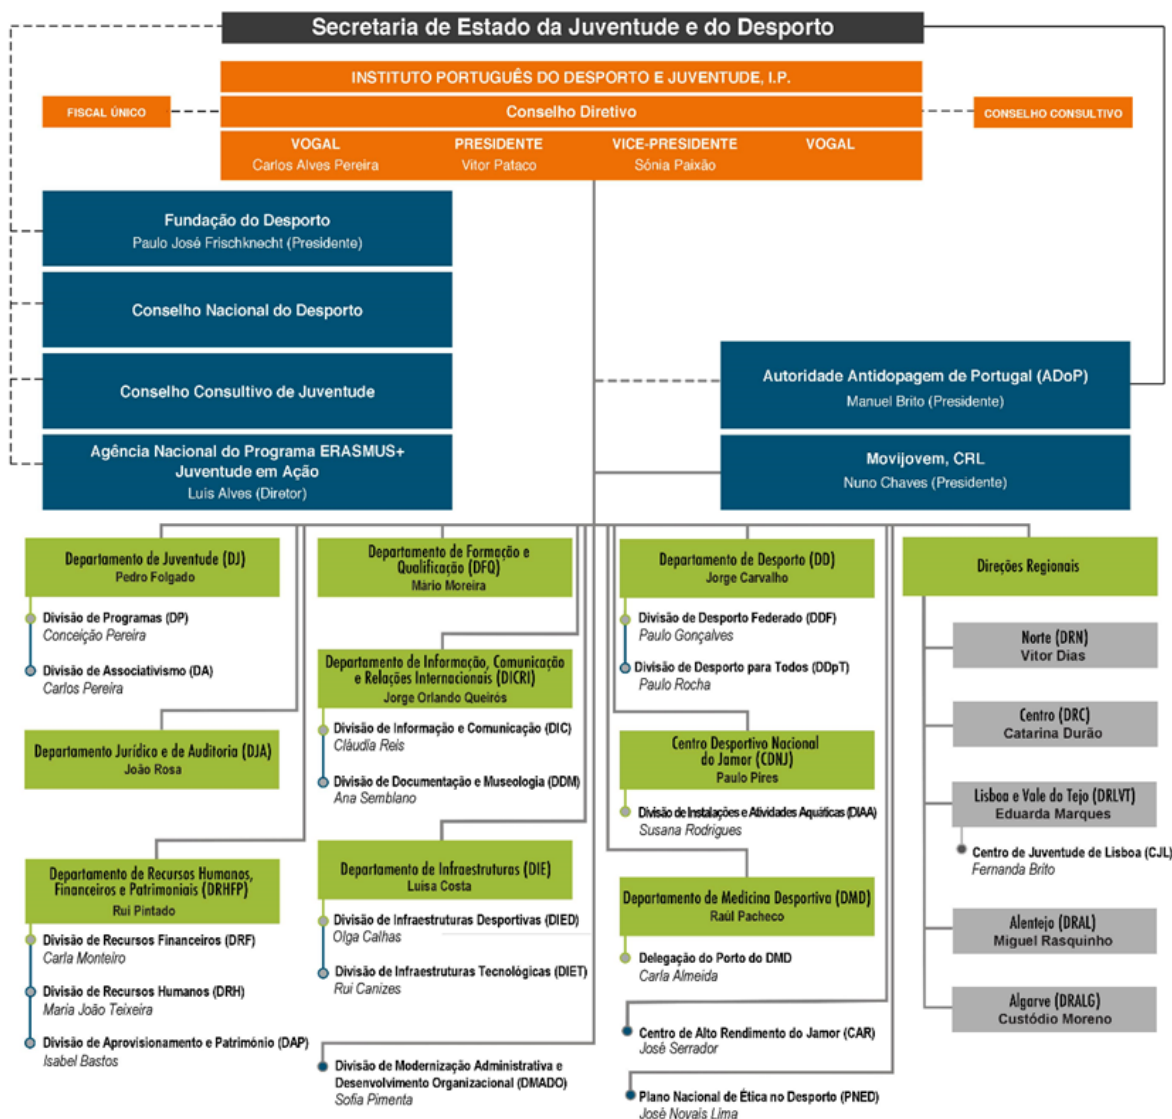 Secretaria de Estado da Juventude e do Desporto
INSTITUTO PORTUGUÊS DO DESPORTO E JUVENTUDE, I.P.
FISCAL ÚNICO
Conselho Diretivo
CONSELHO CONSULTIVO
VOGAL
Carlos Alves Pereira
PRESIDENTE
Vitor Pataco
VICE-PRESIDENTE
Sónia Paixão
VOGAL
Fundação do Desporto
Paulo José Frischknecht (Presidente)
Conselho Nacional do Desporto
Conselho Consultivo de Juventude
Agência Nacional do Programa ERASMUS+
Juventude em Ação
Luis Alves (Diretor)
Autoridade Antidopagem de Portugal (ADoP)
Manuel Brito (Presidente)
Movijovem, CRL
Nuno Chaves (Presidente)
Departamento de Juventude (DJ)
Pedro Folgado
Divisão de Programas (DP)
Conceição Pereira
Divisão de Associativismo (DA)
Carlos Pereira
Departamento Jurídico e de Auditoria (DJA)
João Rosa
Departamento de Recursos Humanos,
Financeiros e Patrimoniais (DRHFP)
Rui Pintado
Divisão de Recursos Financeiros (DRF)
Carla Monteiro
Divisão de Recursos Humanos (DRH)
Maria João Teixeira
Divisão de Aprovisionamento e Património (DAP)
Isabel Bastos
Departamento de Formação e
Qualificação (DFQ)
Mário Moreira
Departamento de Informação, Comunicação
e Relações Internacionais (DICRI)
Jorge Orlando Queirós
Divisão de Informação e Comunicação (DIC)
Cláudia Reis
Divisão de Documentação e Museologia (DDM)
Ana Semblano
Departamento de Infraestruturas (DIE)
Luísa Costa
Divisão de Infraestruturas Desportivas (DIED)
Olga Calhas
Divisão de Infraestruturas Tecnológicas (DIET)
Rui Canizes
Divisão de Modernização Administrativa e
Desenvolvimento Organizacional (DMADO)
Sofia Pimenta
Departamento de Desporto (DD)
Jorge Carvalho
Divisão de Desporto Federado (DDF)
Paulo Gonçalves
Divisão de Desporto para Todos (DDpT)
Paulo Rocha
Centro Desportivo Nacional
do Jamor (CDNJ)
Paulo Pires
Divisão de Instalações e Atividades Aquáticas (DIAA)
Susana Rodrigues
Departamento de Medicina Desportiva (DMD)
Raúl Pacheco
Delegação do Porto do DMD
Carla Almeida
Centro de Alto Rendimento do Jamor (CAR)
José Serrador
Plano Nacional de Ética no Desporto (PNED)
José Novais Lima
Direções Regionais
Norte (DRN)
Vitor Dias
Centro (DRC)
Catarina Durão
Lisboa e Vale do Tejo (DRLVT)
Eduarda Marques
Centro de Juventude de Lisboa (CJL)
Fernanda Brito
Alentejo (DRAL)
Miguel Rasquinho
Algarve (DRALG)
Custódio Moreno